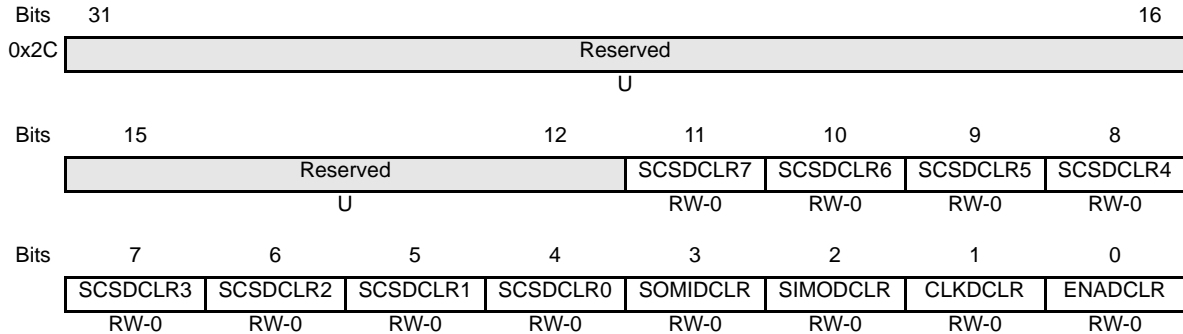 Bits 31 16
0x2C Reserved
U
Bits 15 12 11 10 9 8
Reserved SCSDCLR7 SCSDCLR6 SCSDCLR5 SCSDCLR4
U RW-0 RW-0 RW-0 RW-0
Bits 7 6 5 4 3 2 1 0
SCSDCLR3 SCSDCLR2 SCSDCLR1 SCSDCLR0 SOMIDCLR SIMODCLR CLKDCLR ENADCLR
RW-0 RW-0 RW-0 RW-0 RW-0 RW-0 RW-0 RW-0